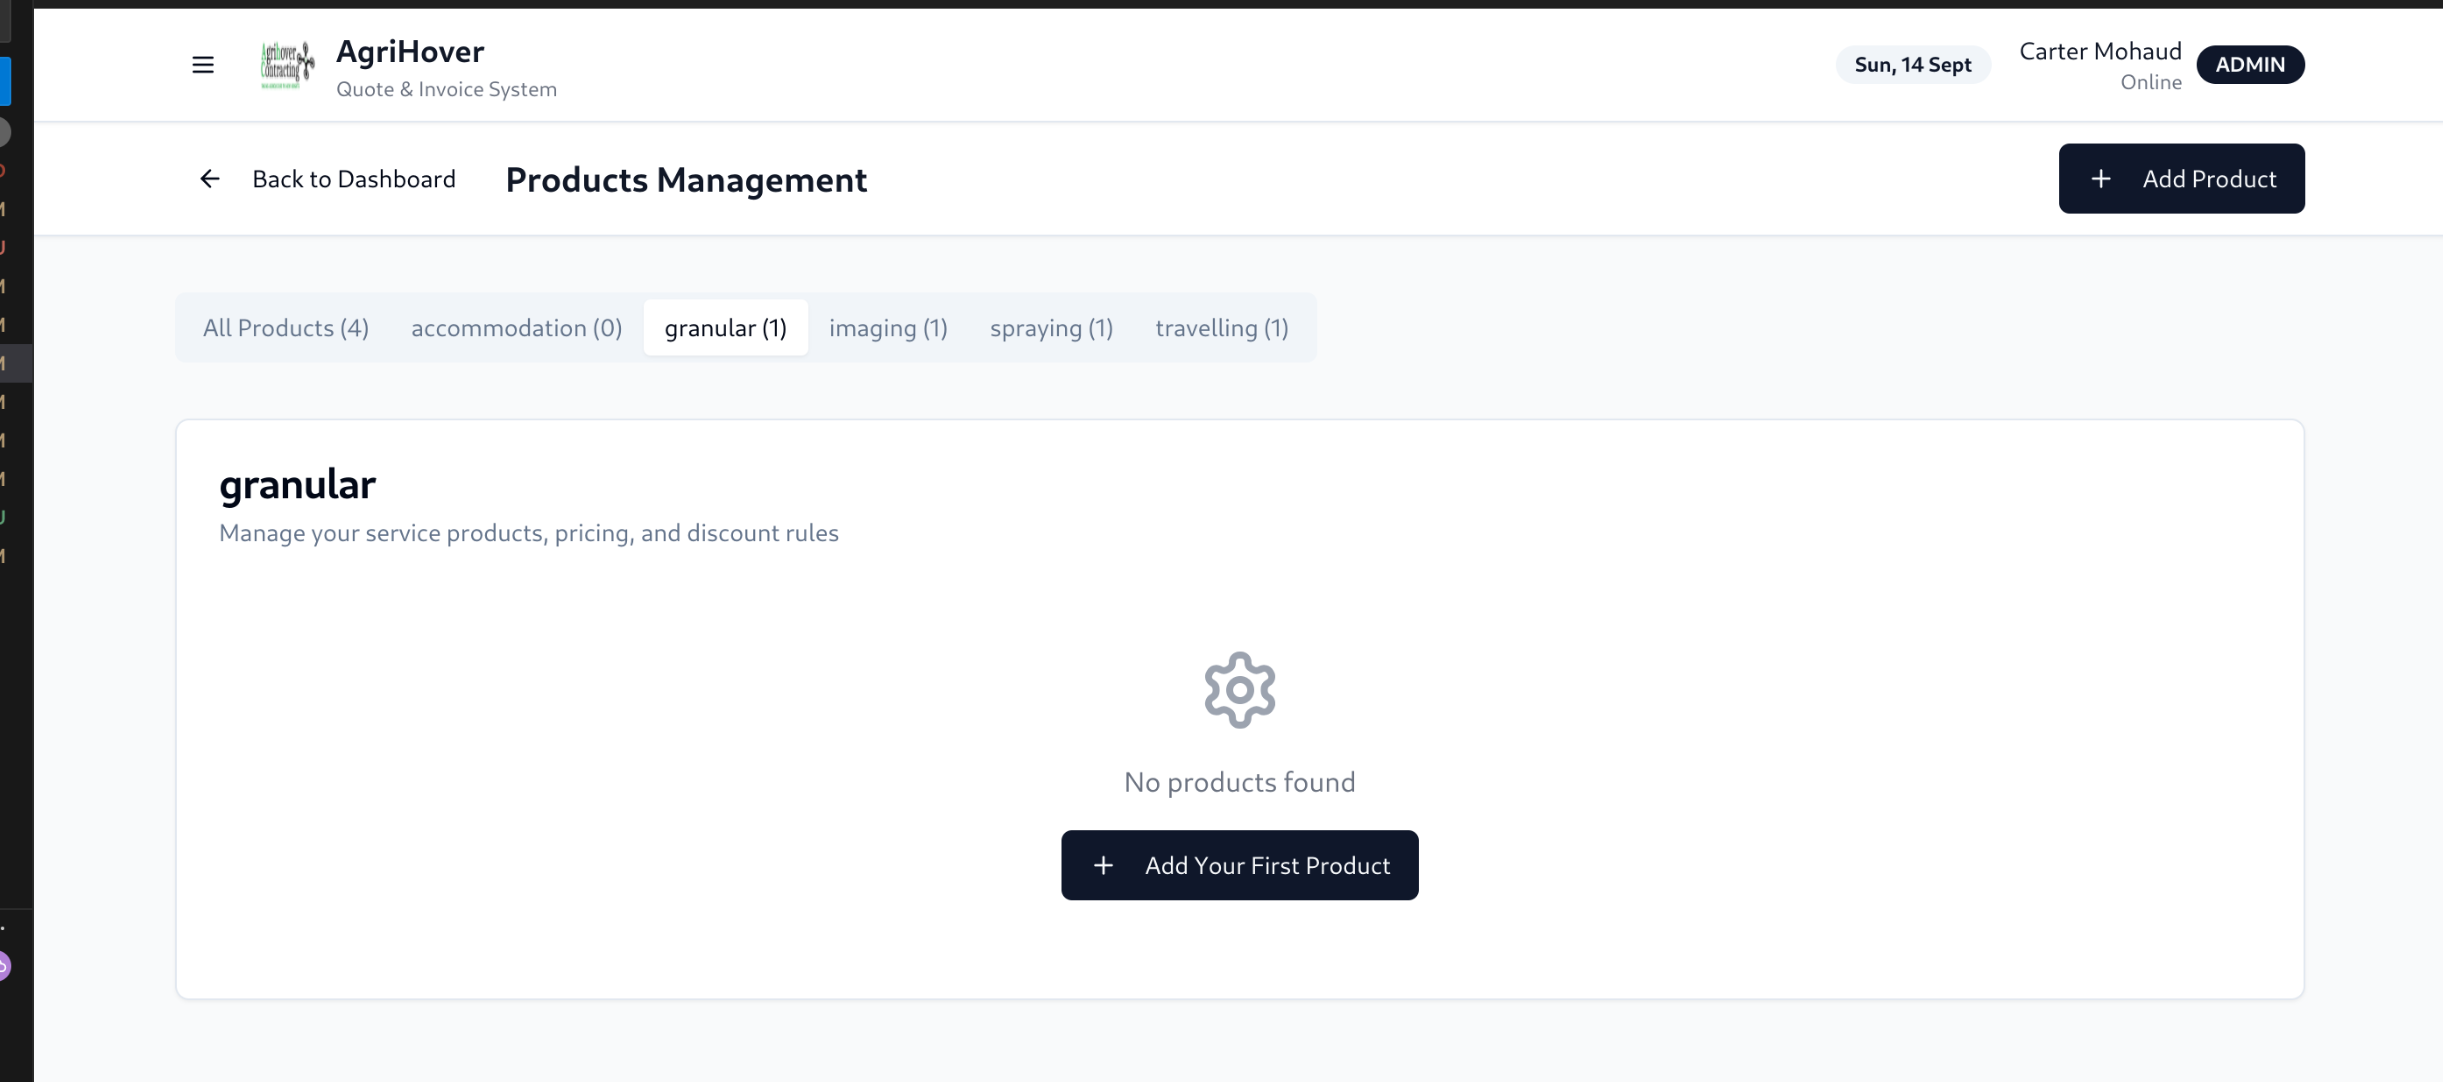 AgriHover
Quote & Invoice System
Sun, 14 Sept
Carter Mohaud
Online
ADMIN
Back to Dashboard
Products Management
Add Product
All Products (4)
accommodation (0)
granular (1)
imaging (1)
spraying (1)
travelling (1)
granular
Manage your service products, pricing, and discount rules
No products found
Add Your First Product